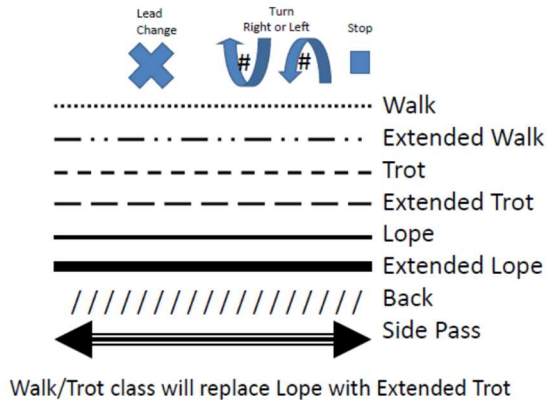 Lead
Change
Turn
Right or Left
Stop
#
#
Walk
Extended Walk
Trot
Extended Trot
Lope
Extended Lope
Back
Side Pass
Walk/Trot class will replace Lope with Extended Trot